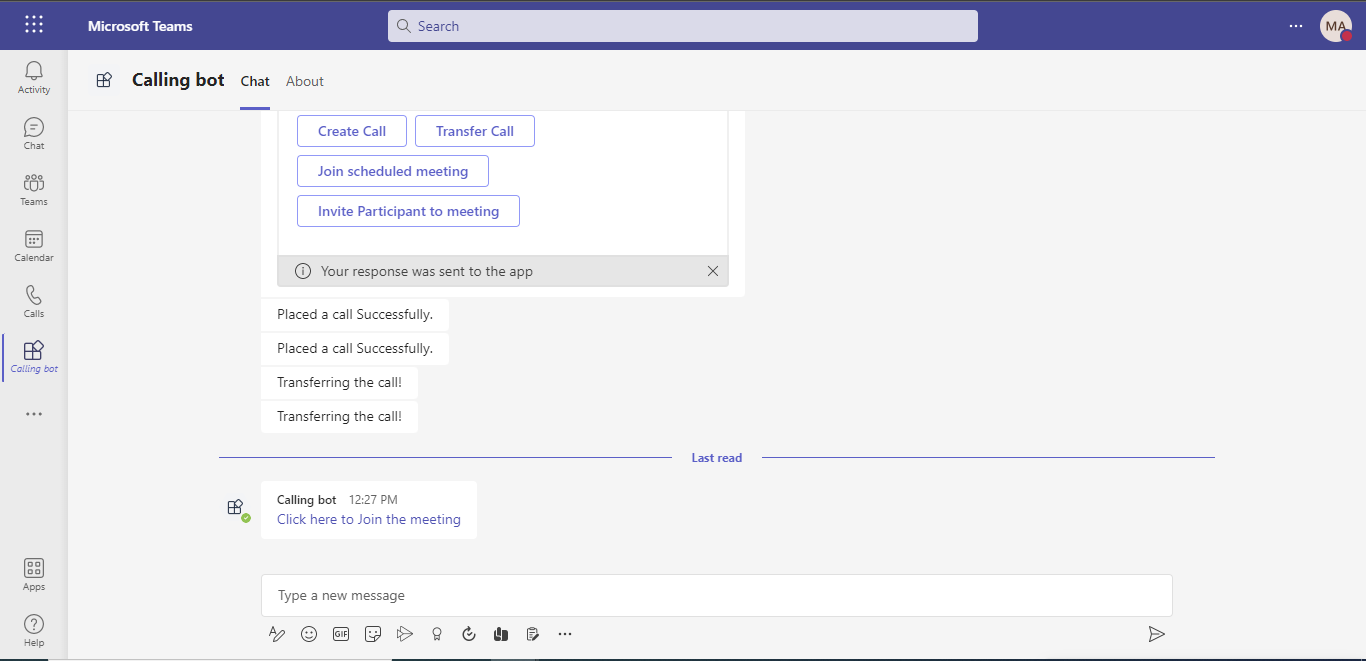 Microsoft Teams
Search
MA
Activity
Chat
Teams
Calendar
Calls
Calling bot
Apps
Help
Calling bot Chat About
Create Call Transfer Call
Join scheduled meeting
Invite Participant to meeting
Your response was sent to the app
Placed a call Successfully.
Placed a call Successfully.
Transferring the call!
Transferring the call!
Last read
Calling bot 12:27 PM
Click here to Join the meeting
Type a new message
GIF